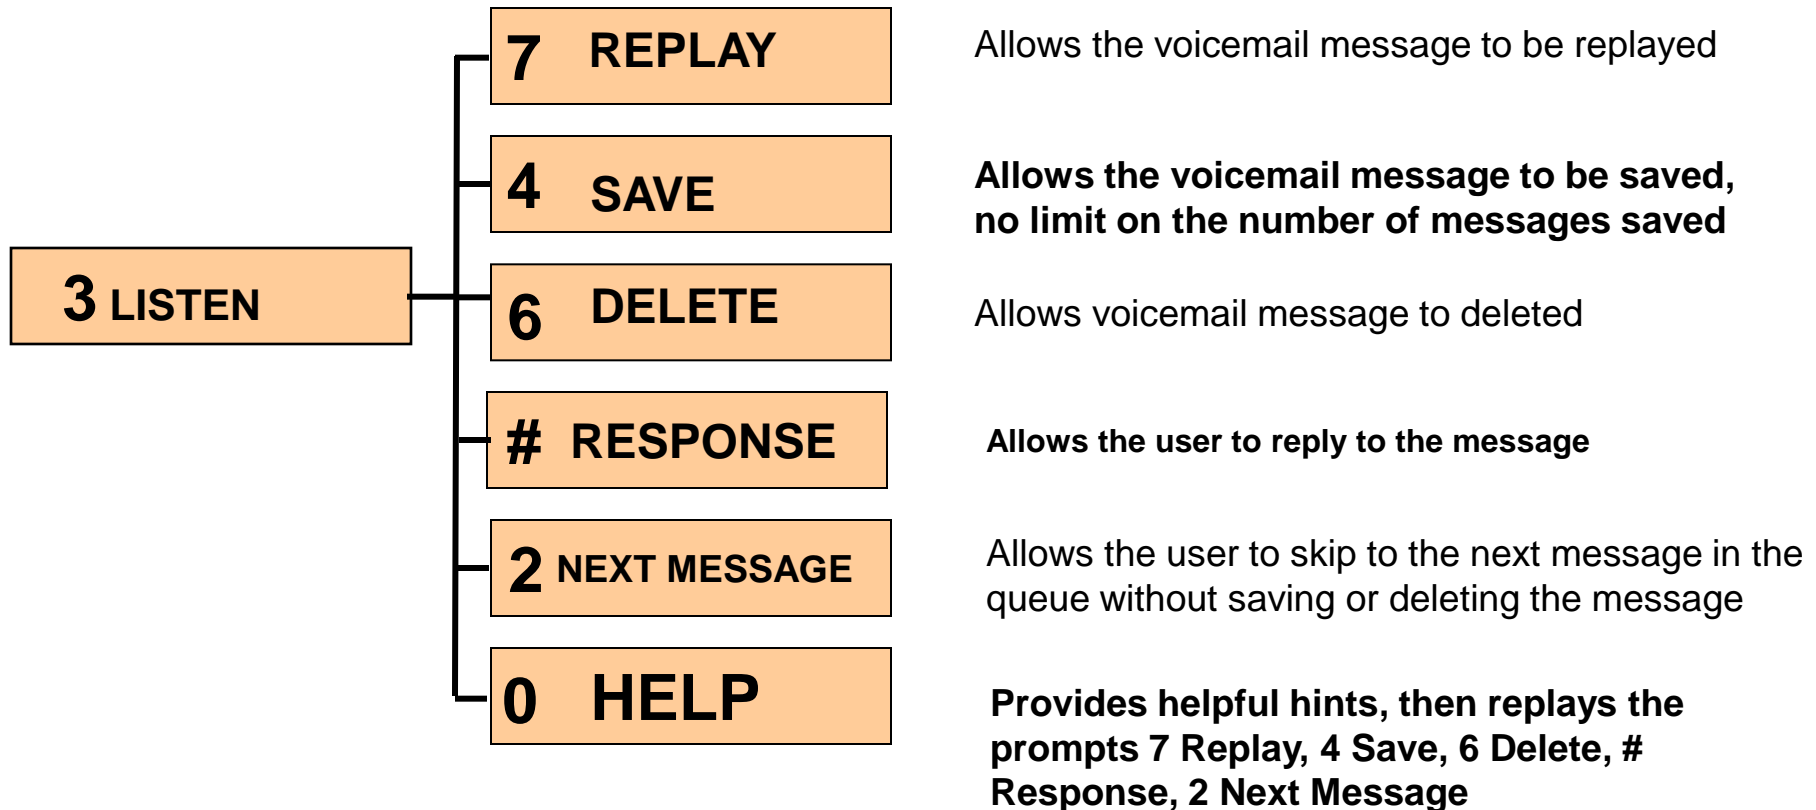 7 REPLAY
Allows the voicemail message to be replayed
4 SAVE
Allows the voicemail message to be saved,
no limit on the number of messages saved
3 LISTEN
6 DELETE
Allows voicemail message to deleted
# RESPONSE
Allows the user to reply to the message
2 NEXT MESSAGE
Allows the user to skip to the next message in the
queue without saving or deleting the message
0 HELP
Provides helpful hints, then replays the
prompts 7 Replay, 4 Save, 6 Delete, #
Response, 2 Next Message